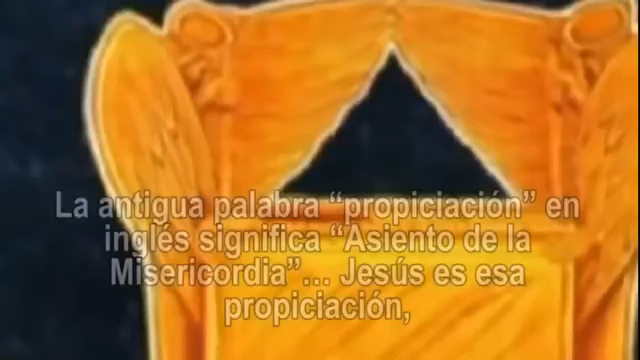 La antigua palabra “propiciación” en
inglés significa “Asiento de la
Misericordia”... Jesús es esa
propiciación,